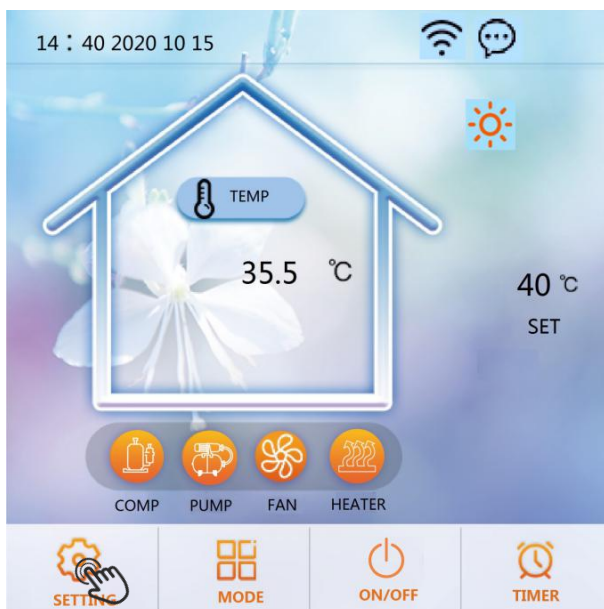 14：40 2020 10 15
TEMP
35.5 ℃
40 ℃
SET
COMP PUMP FAN HEATER
SETTING MODE ON/OFF TIMER